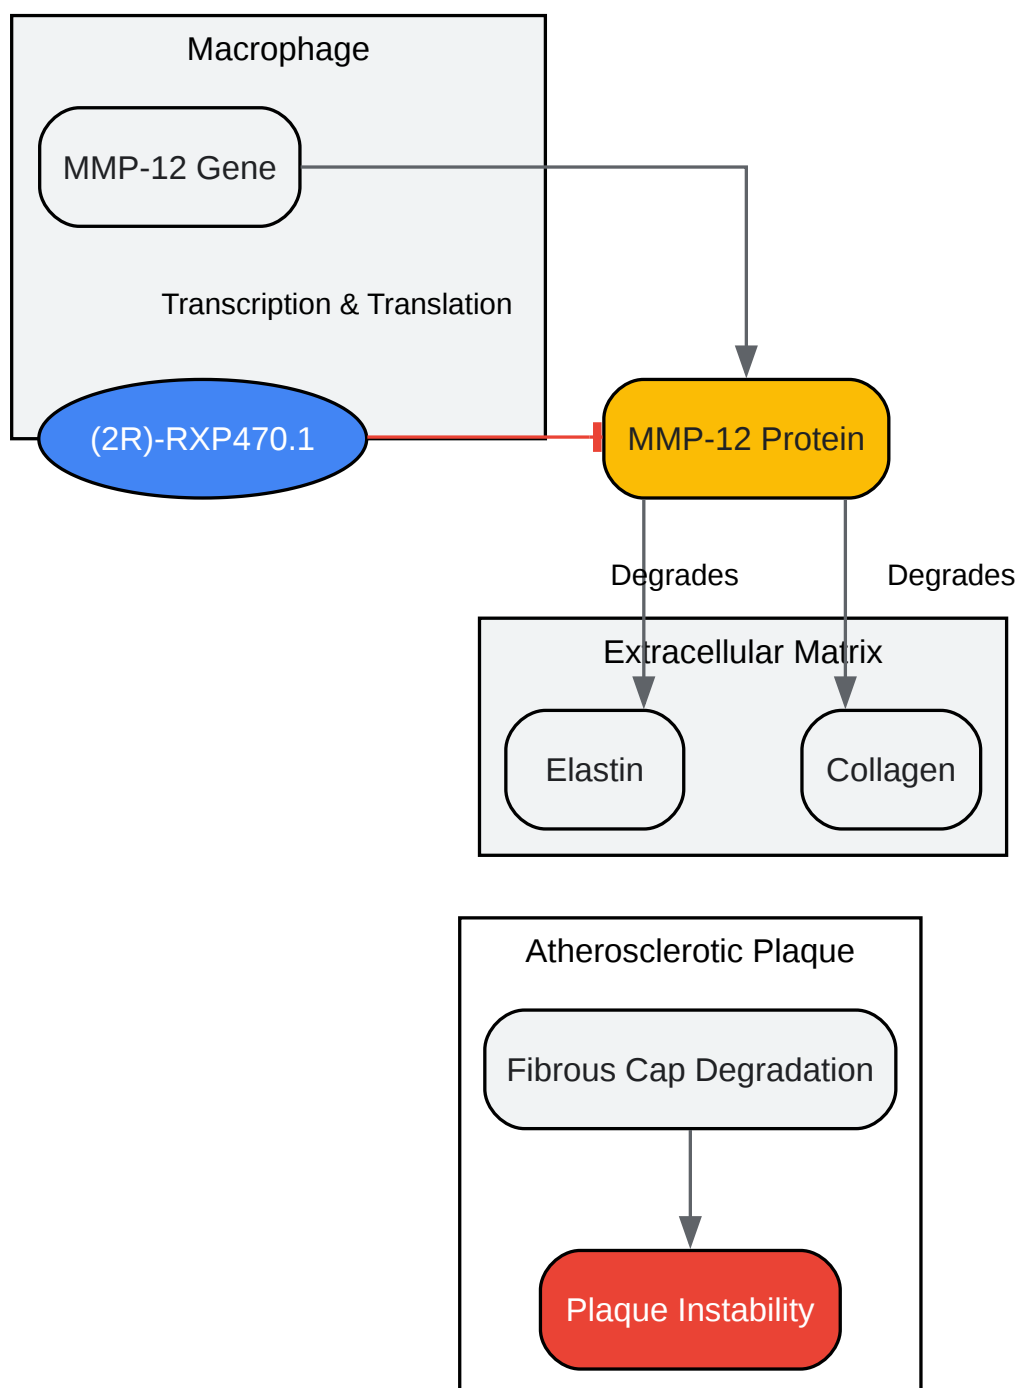 Macrophage
MMP-12 Gene
Transcription & Translation
(2R)-RXP470.1
MMP-12 Protein
Degrades
Degrades
Extracellular Matrix
Elastin
Collagen
Atherosclerotic Plaque
Fibrous Cap Degradation
Plaque Instability